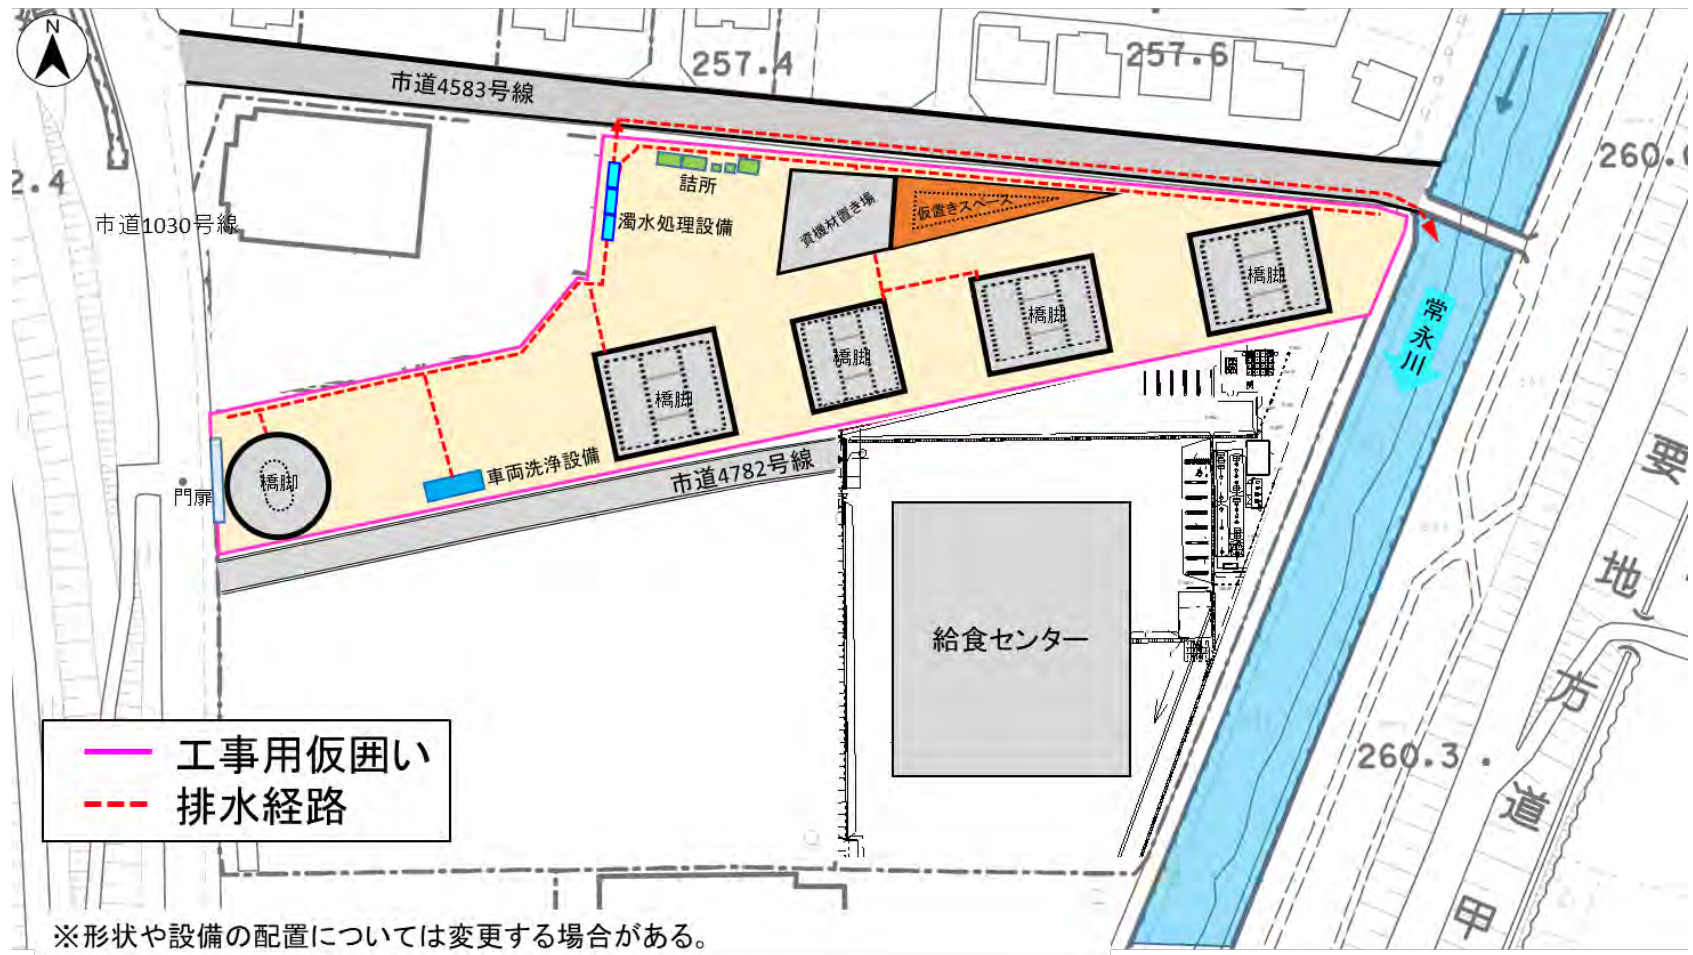 N
市道4583号線
257.4
257.6
260.
2.4
市道1030号線
詰所
濁水処理設備
資機材置き場
仮置きスペース
橋脚
橋脚
橋脚
橋脚
橋脚
常永川
車両洗浄設備
市道4782号線
門扉
給食センター
要
地
方
道
甲
260.3
工事用仮囲い
排水経路
※形状や設備の配置については変更する場合がある。